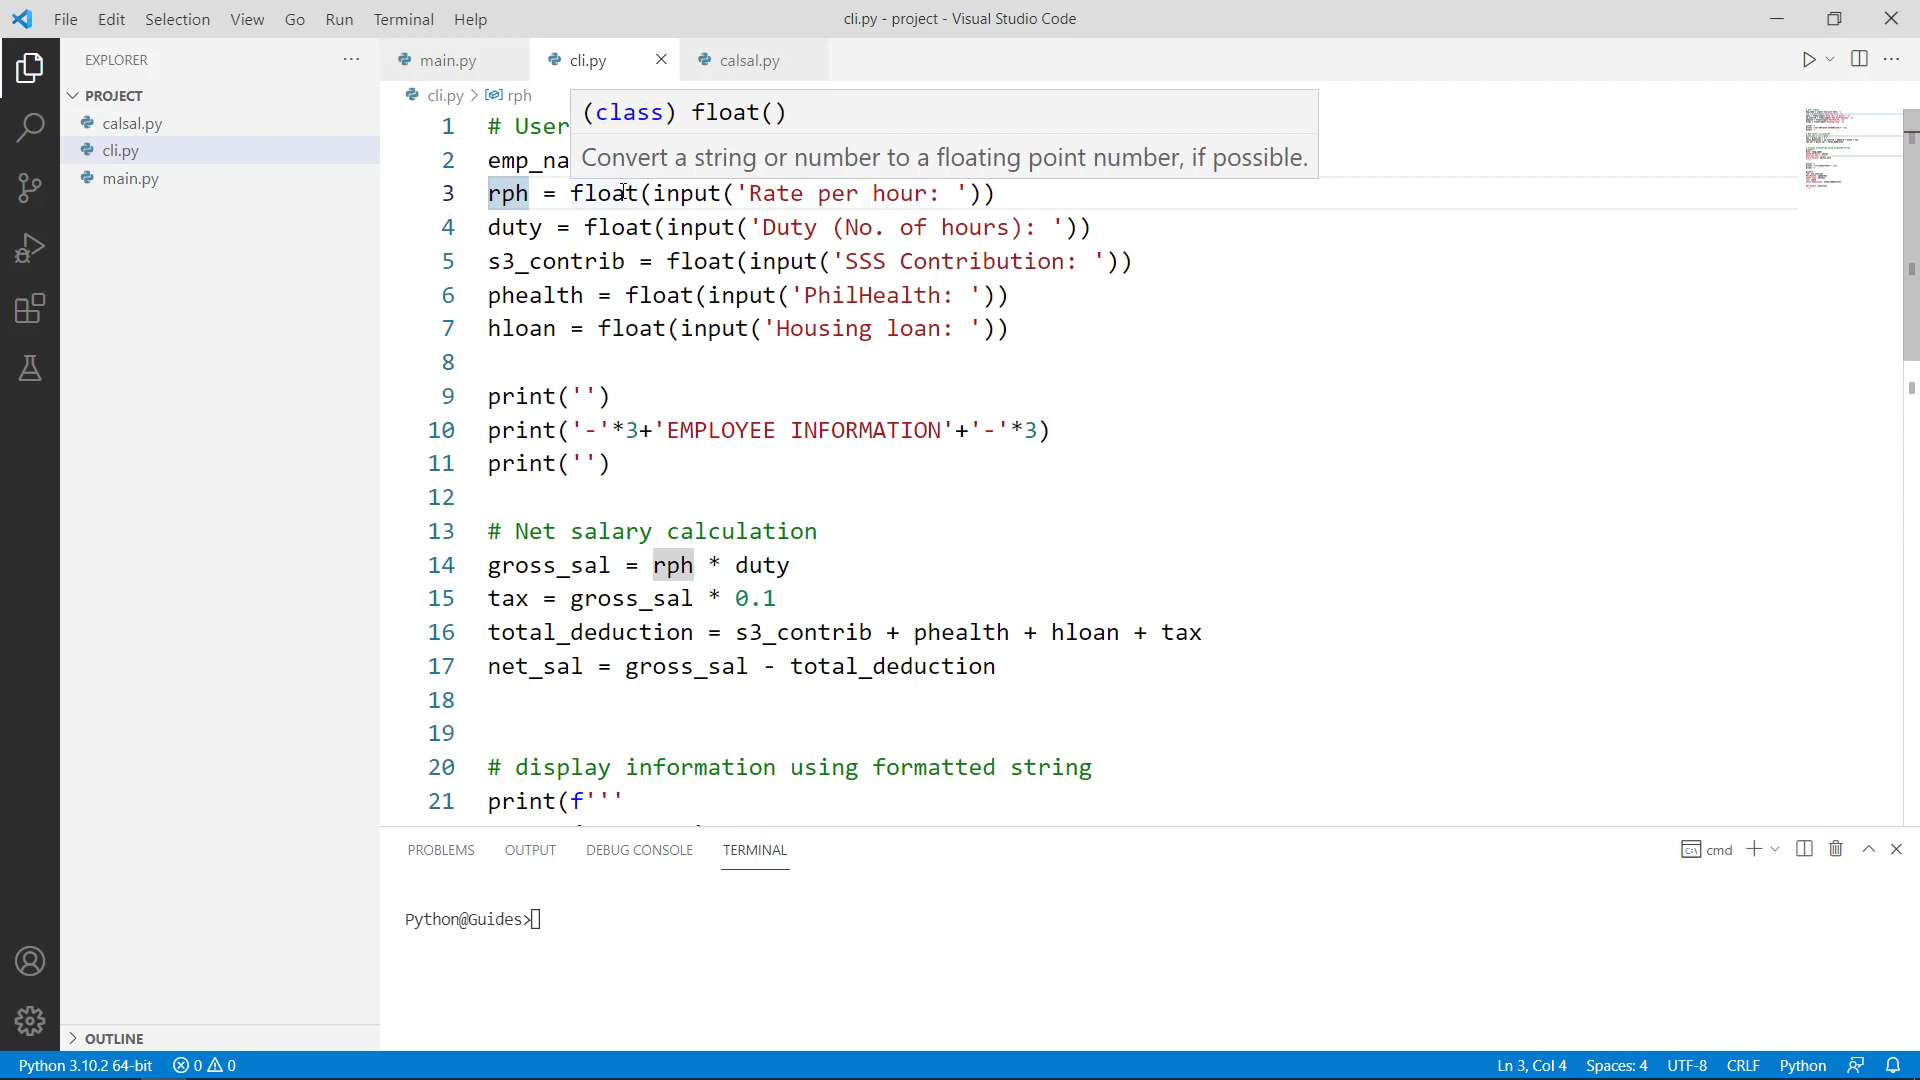 File Edit Selection View Go Run Terminal Help
cli.py - project - Visual Studio Code
EXPLORER
PROJECT
calsal.py
cli.py
main.py
OUTLINE
main.py
cli.py
calsal.py
cli.py > rph
(class) float()
Convert a string or number to a floating point number, if possible.
1 # User
2 emp_na
3 rph = float(input('Rate per hour: '))
4 duty = float(input('Duty (No. of hours): '))
5 s3_contrib = float(input('SSS Contribution: '))
6 phealth = float(input('PhilHealth: '))
7 hloan = float(input('Housing loan: '))
8
9 print('')
10 print('-'*3+'EMPLOYEE INFORMATION'+'-'*3)
11 print('')
12
13 # Net salary calculation
14 gross_sal = rph * duty
15 tax = gross_sal * 0.1
16 total_deduction = s3_contrib + phealth + hloan + tax
17 net_sal = gross_sal - total_deduction
18
19
20 # display information using formatted string
21 print(f'''
PROBLEMS OUTPUT DEBUG CONSOLE TERMINAL
cmd
Python@Guides>
Python 3.10.2 64-bit 0 0
Ln 3, Col 4 Spaces: 4 UTF-8 CRLF Python